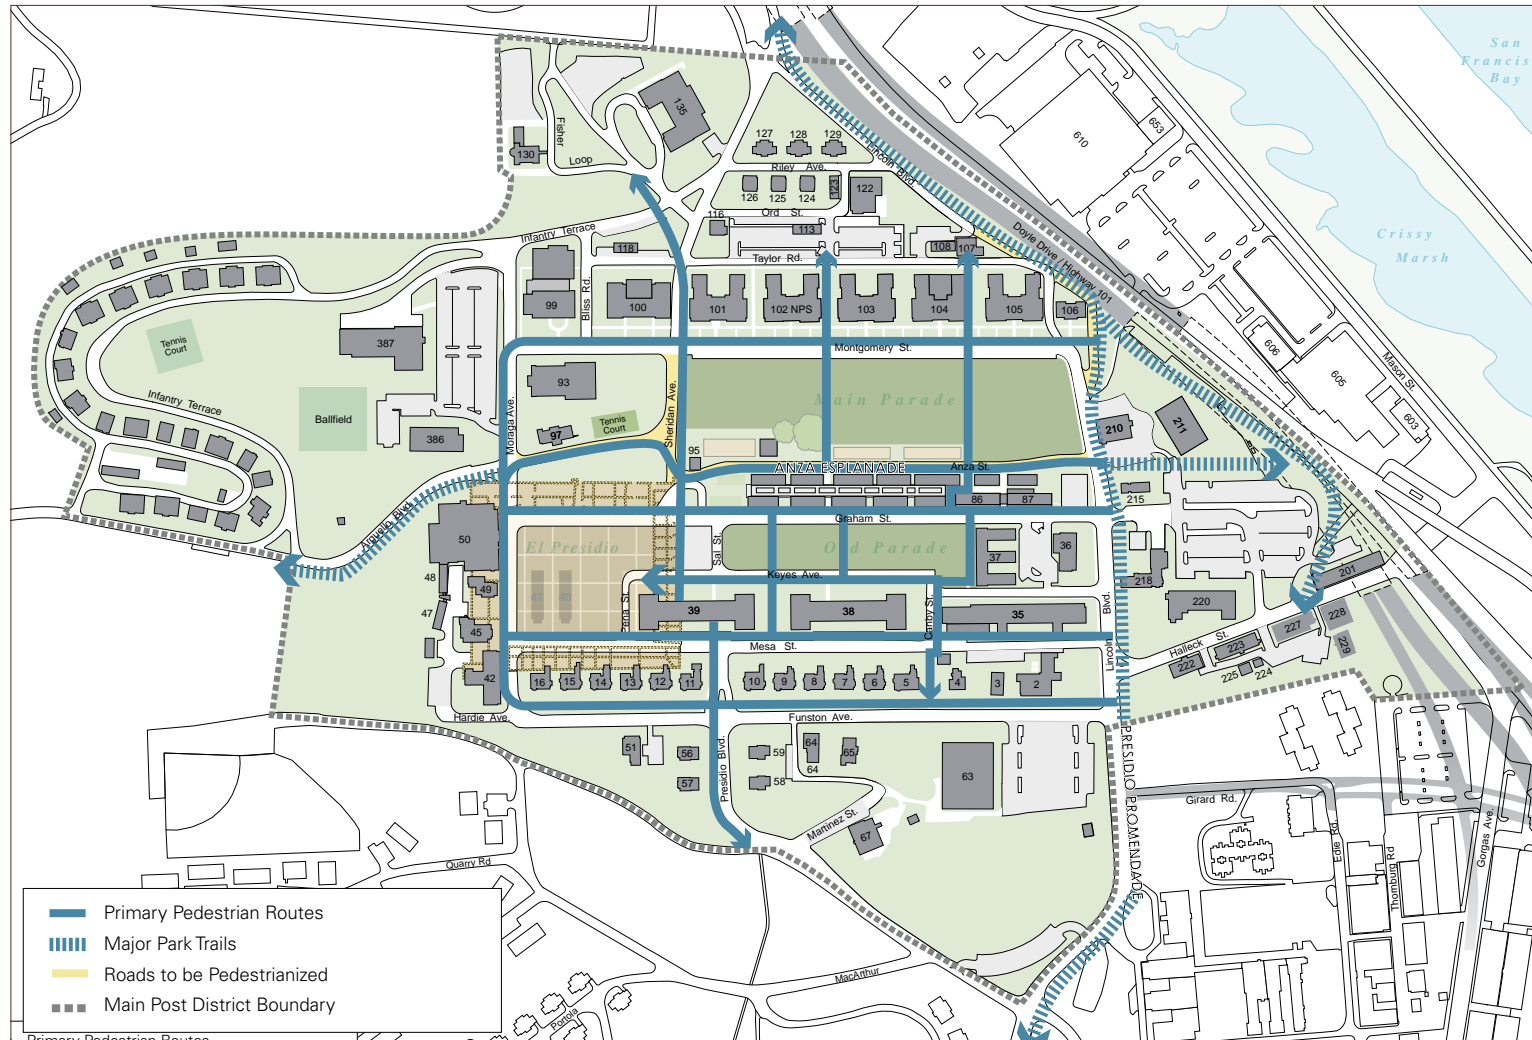 San
Francis
Bay
Crissy
Marsh
135
653
610
Fisher
Loop
130
127
128
129
Lincoln Blvd
Riley Ave.
126
125
124
123
122
Ord St.
116
113
Infantry Terrace
118
108
107
Doyle Drive /Highway 101
Taylor Rd.
Bliss Rd.
99
100
101
102 NPS
103
104
105
106
387
Tennis
Court
Montgomery St.
606
605
Mason St.
603
93
Moraga Ave.
Sheridan Ave.
Main Parade
Infantry Terrace
Ballfield
386
97
Tennis
Court
210
211
95
ANZA ESPLANADE
Anza St.
86
87
215
Arguello Blvd.
Graham St.
50
El Presidio
Sal St.
Old Parade
37
36
48
49
Keyes Ave.
218
201
41
40
Pena St.
39
38
35
Canby St.
Lincoln Blvd.
220
47
45
Mesa St.
Halleck St.
227
228
229
222
223
225
224
42
16
15
14
13
12
11
10
9
8
7
6
5
4
3
2
Hardie Ave.
Funston Ave.
51
56
57
Presidio Blvd.
59
58
64
64
65
63
PRESIDIO PROMENDADE
Martinez St.
67
Girard Rd.
Edie Rd.
Thornburg Rd
Gorgas Ave.
Quarry Rd
MacArthur
Portola
Primary Pedestrian Routes
Major Park Trails
Roads to be Pedestrianized
Main Post District Boundary
Primary Pedestrian Routes